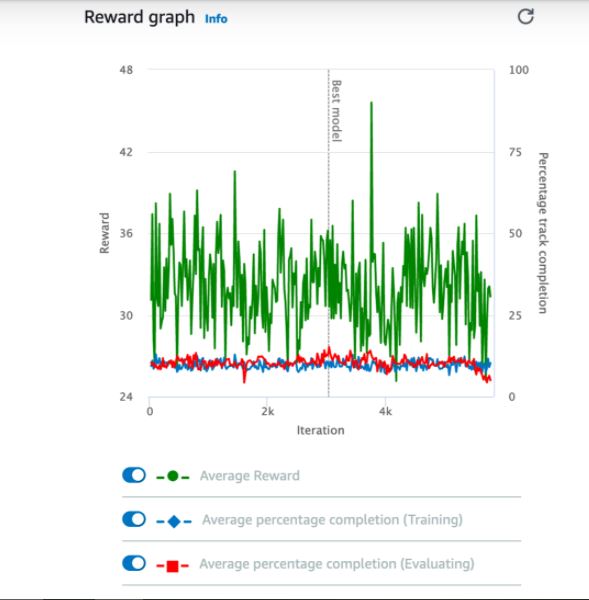 Reward graph Info
48
42
36
30
24
Reward
100
75
50
25
0
Percentage track completion
Best model
0 2k 4k
Iteration
Average Reward
Average percentage completion (Training)
Average percentage completion (Evaluating)